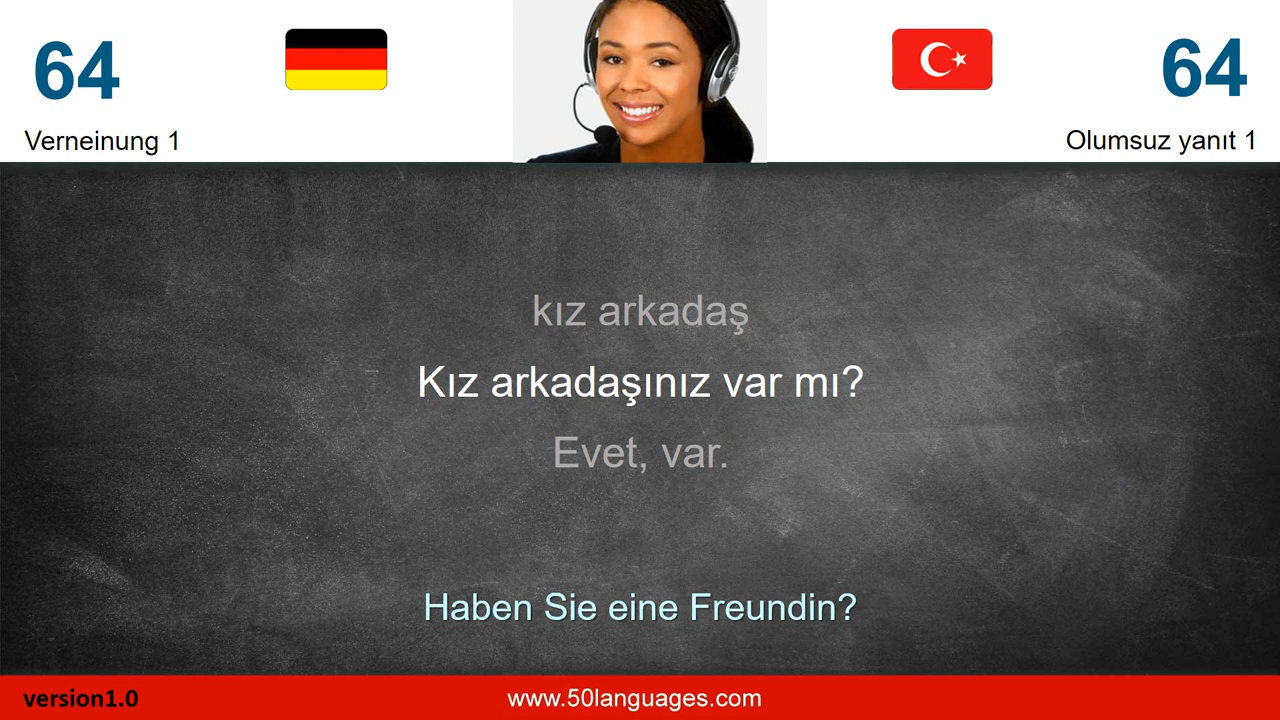 64
64
Verneinung 1
Olumsuz yanıt 1
kız arkadaş
Kız arkadaşınız var mı?
Evet, var.
Haben Sie eine Freundin?
version1.0
www.50languages.com